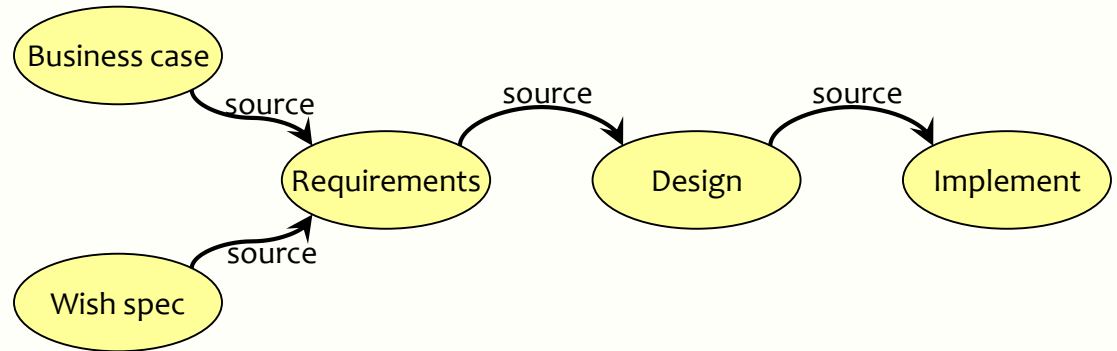 Business case
source
source
source
Requirements
Design
Implement
source
Wish spec